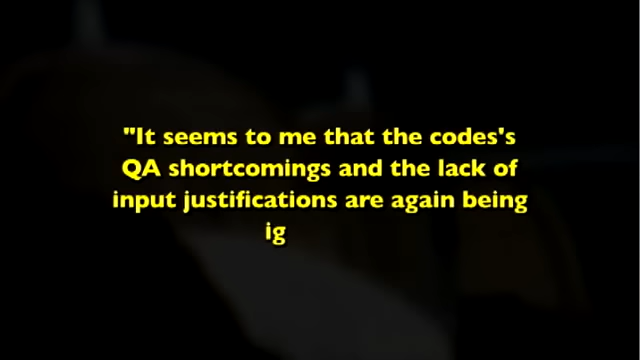 "It seems to me that the codes's
QA shortcomings and the lack of
input justifications are again being
ig